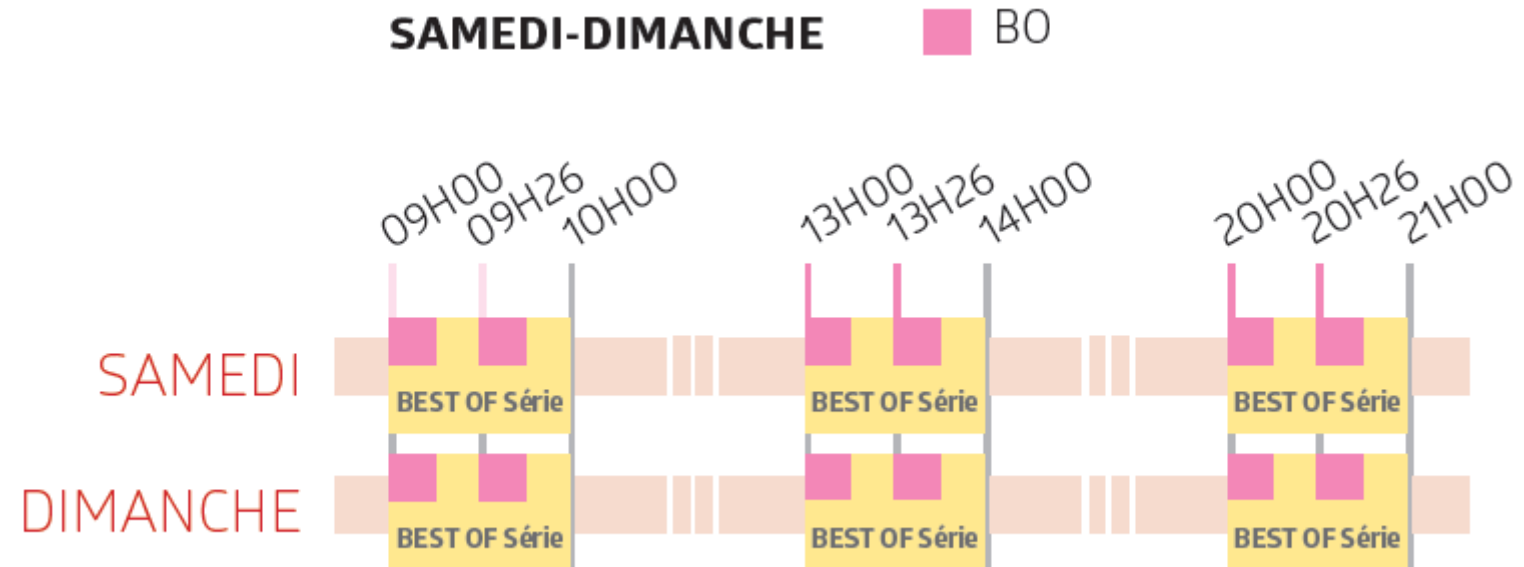 SAMEDI-DIMANCHE BO
09H00 09H26 10H00 13H00 13H26 14H00 20H00 20H26 21H00
SAMEDI
BEST OF Série BEST OF Série BEST OF Série
DIMANCHE
BEST OF Série BEST OF Série BEST OF Série